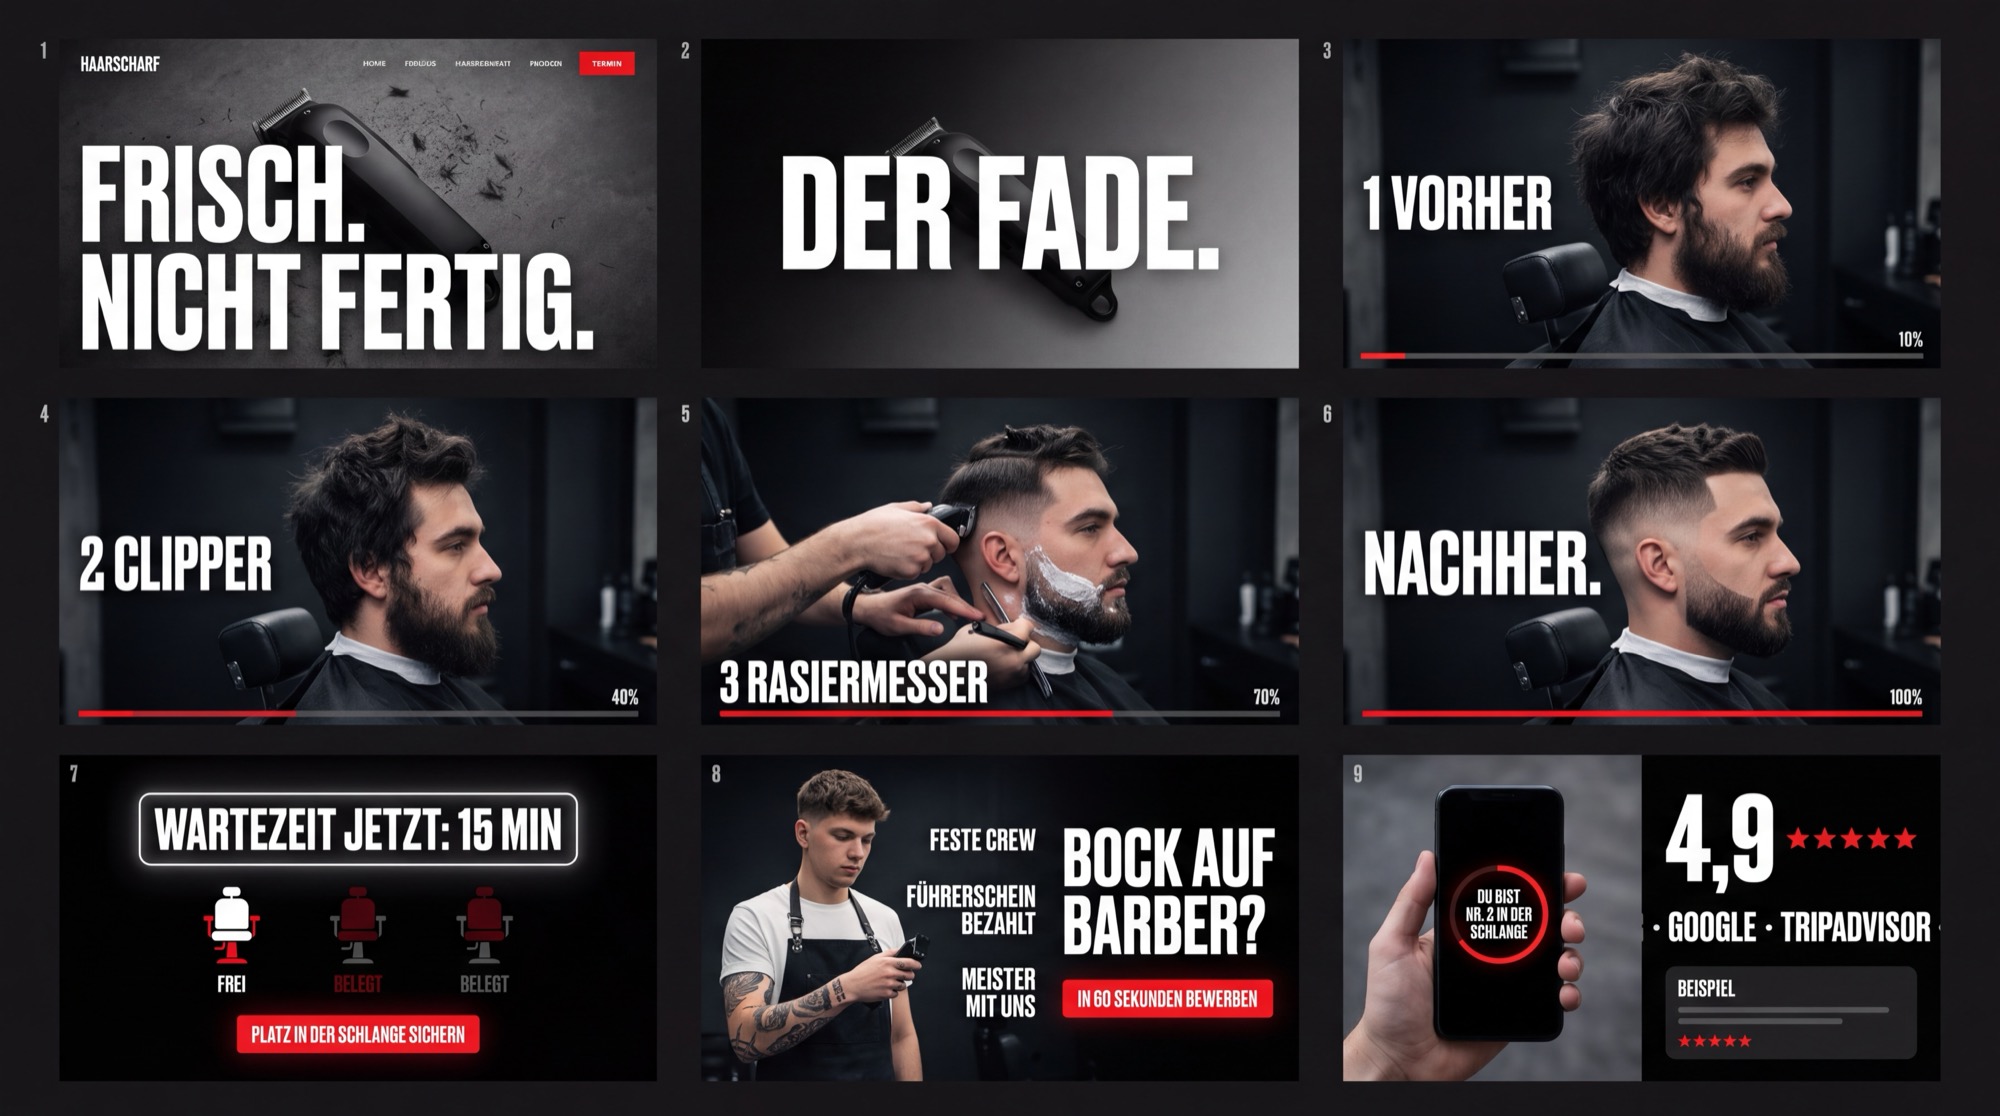 1
HAARSCHARF
HOME
TERMIN
FRISCH.
NICHT FERTIG.
2
DER FADE.
3
1 VORHER
10%
4
2 CLIPPER
40%
5
3 RASIERMESSER
70%
6
NACHHER.
100%
7
WARTEZEIT JETZT: 15 MIN
FREI
BELEGT
BELEGT
PLATZ IN DER SCHLANGE SICHERN
8
FESTE CREW
FÜHRERSCHEIN
BEZAHLT
MEISTER
MIT UNS
BOCK AUF
BARBER?
IN 60 SEKUNDEN BEWERBEN
9
DU BIST
NR. 2 IN DER
SCHLANGE
4,9
· GOOGLE · TRIPADVISOR ·
BEISPIEL